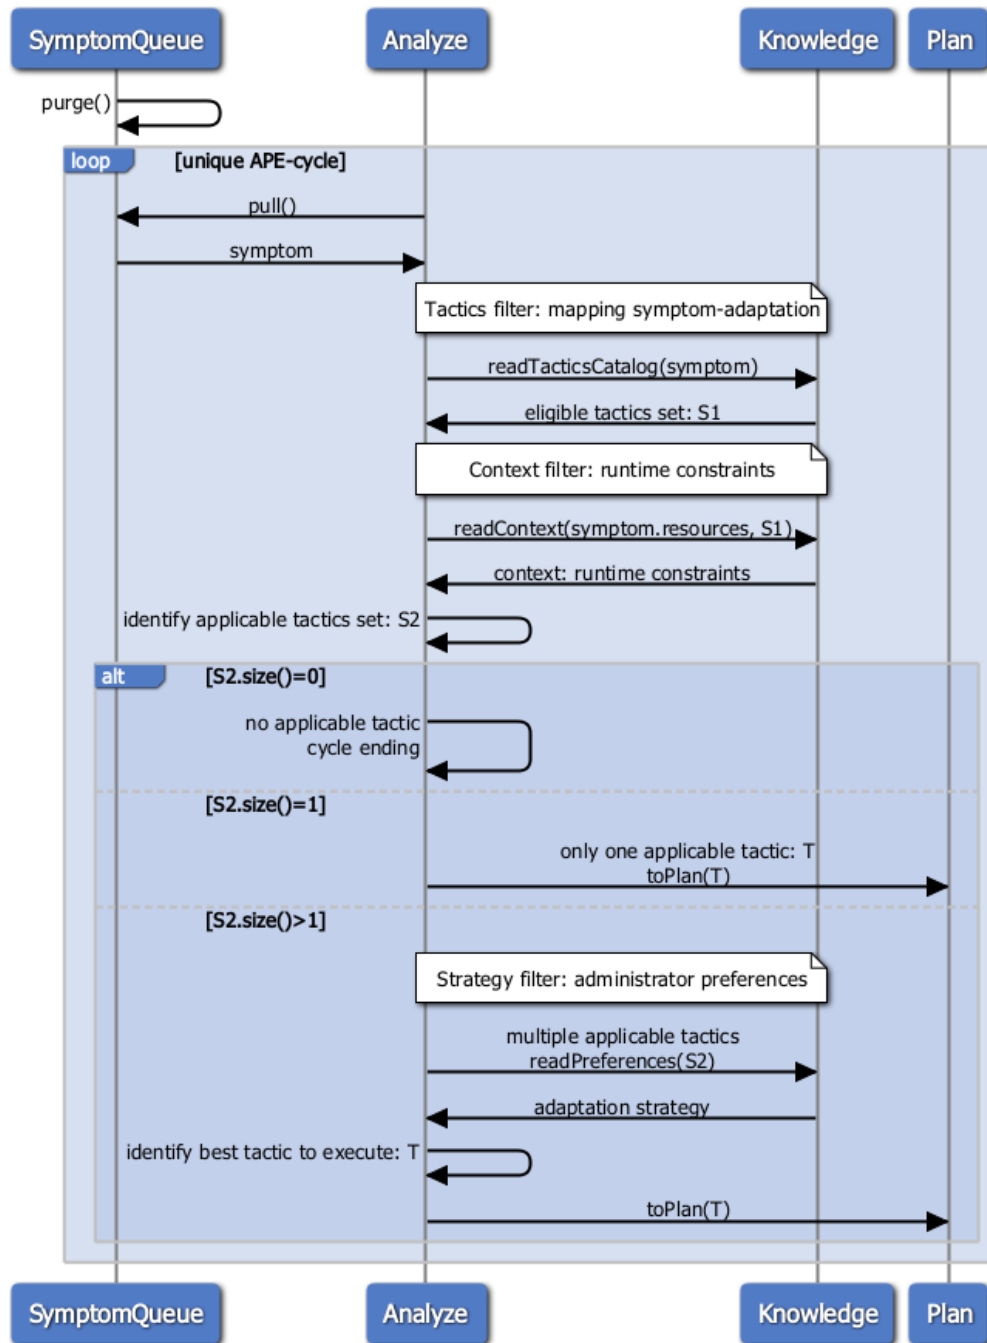 SymptomQueue Analyze Knowledge Plan
purge()
loop [unique APE-cycle]
pull()
symptom
Tactics filter: mapping symptom-adaptation
readTacticsCatalog(symptom)
eligible tactics set: S1
Context filter: runtime constraints
readContext(symptom.resources, S1)
context: runtime constraints
identify applicable tactics set: S2
alt [S2.size()=0]
no applicable tactic
cycle ending
[S2.size()=1]
only one applicable tactic: T
toPlan(T)
[S2.size()>1]
Strategy filter: administrator preferences
multiple applicable tactics
readPreferences(S2)
adaptation strategy
identify best tactic to execute: T
toPlan(T)
SymptomQueue Analyze Knowledge Plan